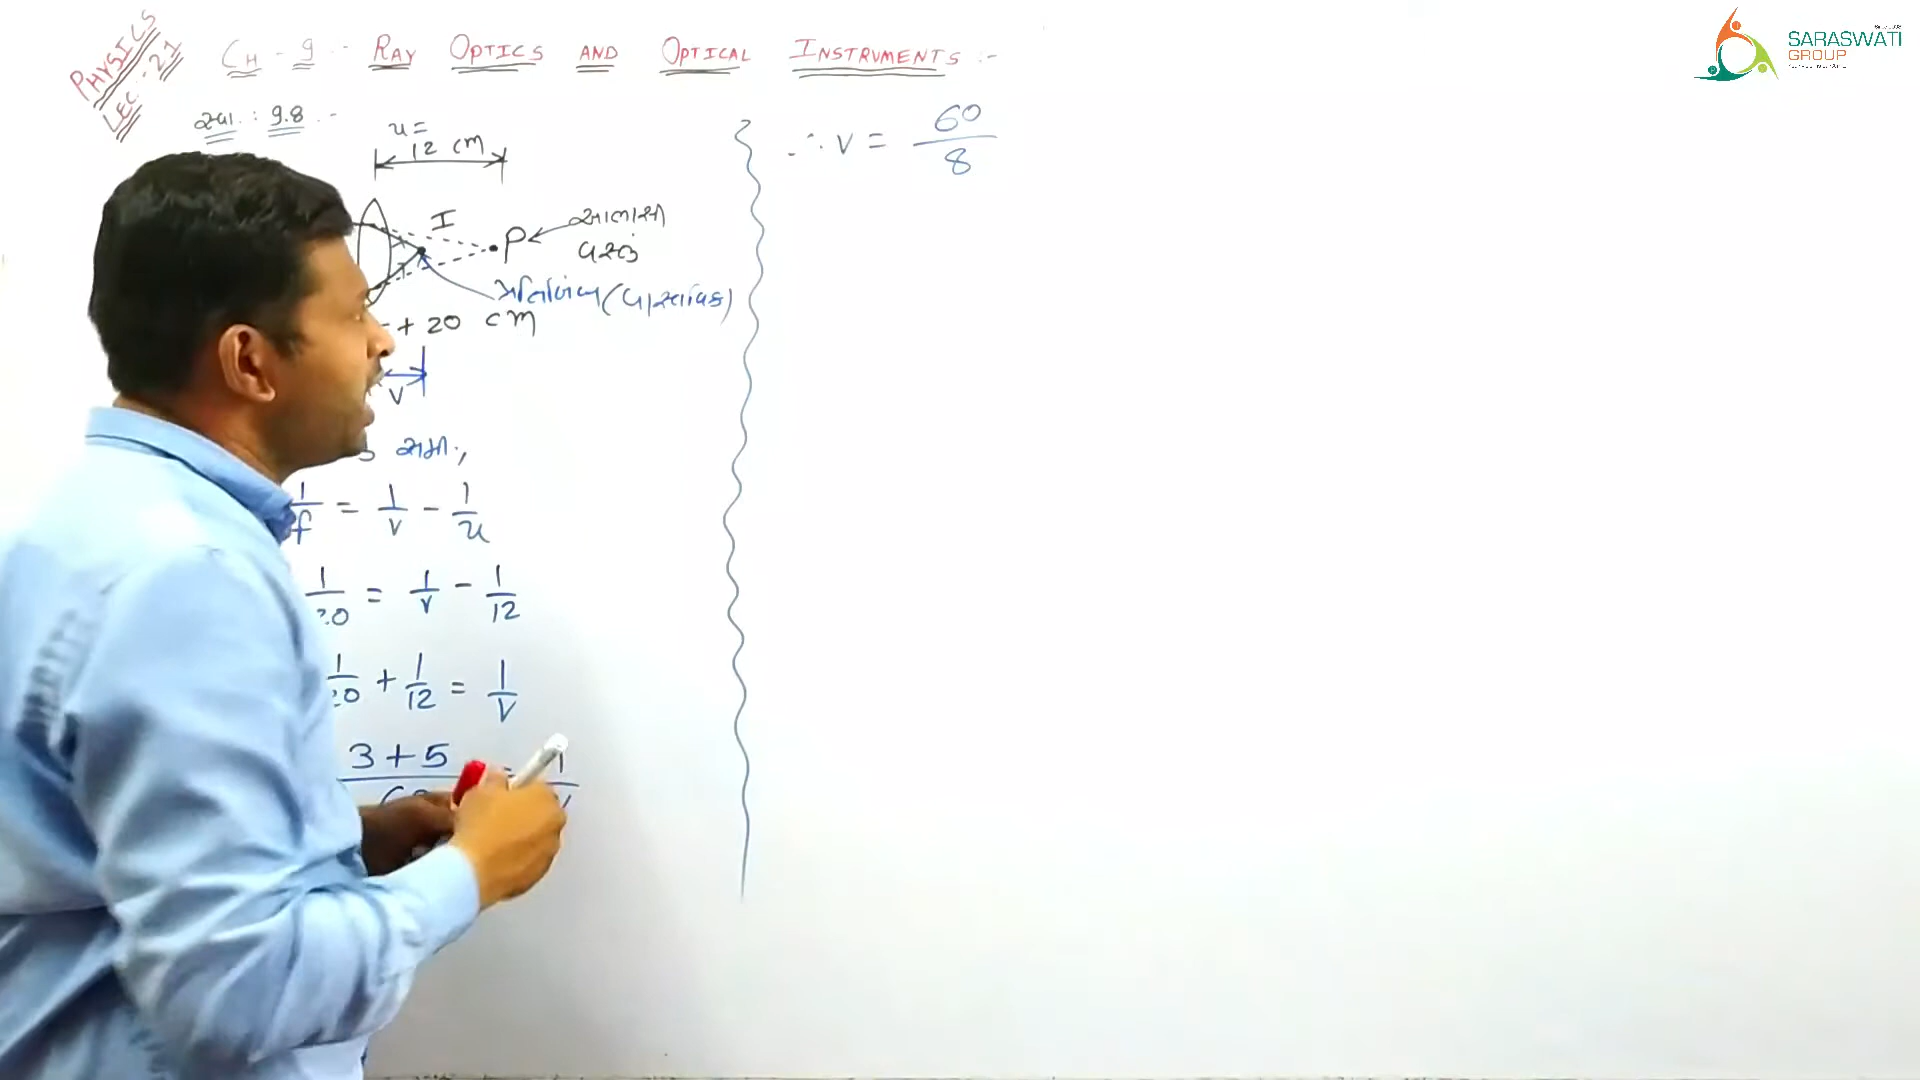 PHYSICS
LEC. :- 21
CH - 9 :- RAY OPTICS AND OPTICAL INSTRUMENTS :-
સ્વા. : 9.8 :-
u =
12 cm
I
P
આભાસી
વસ્તુ
પ્રતિબિંબ (વાસ્તવિક)
+ 20 cm
V
સમી.,
1/f = 1/v - 1/u
1/20 = 1/v - 1/12
1/20 + 1/12 = 1/v
3 + 5
∴ v = 60/8
SARASWATI
GROUP